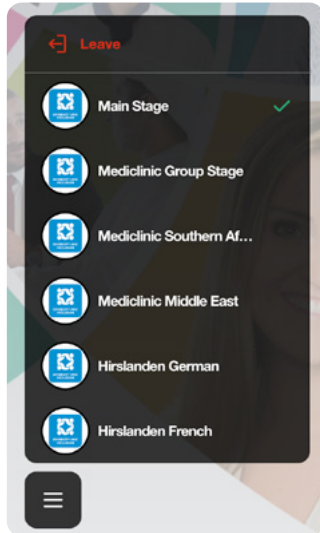 Leave
Main Stage
Mediclinic Group Stage
Mediclinic Southern Af...
Mediclinic Middle East
Hirslanden German
Hirslanden French